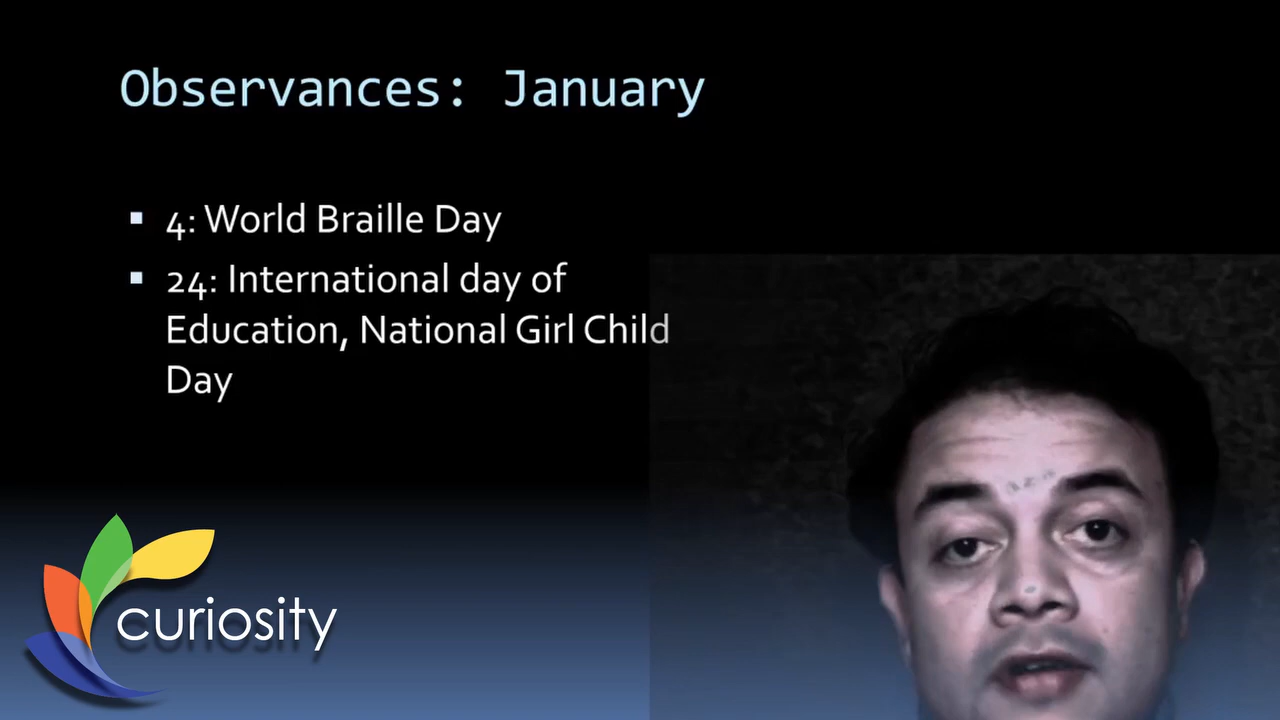 Observances: January
▪ 4: World Braille Day
▪ 24: International day of
Education, National Girl Child
Day
curiosity